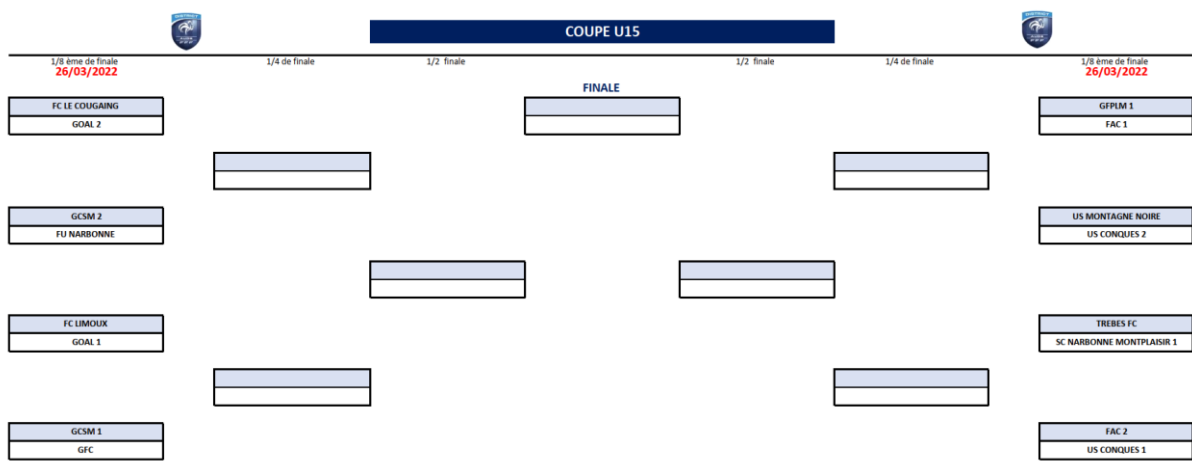 COUPE U15
1/8 ème de finale
26/03/2022
1/4 de finale
1/2 finale
1/2 finale
1/4 de finale
1/8 ème de finale
26/03/2022
FINALE
FC LE COUGAING
GOAL 2
GFPLM 1
FAC 1
GCSM 2
FU NARBONNE
US MONTAGNE NOIRE
US CONQUES 2
FC LIMOUX
GOAL 1
TREBES FC
SC NARBONNE MONTPLAISIR 1
GCSM 1
GFC
FAC 2
US CONQUES 1